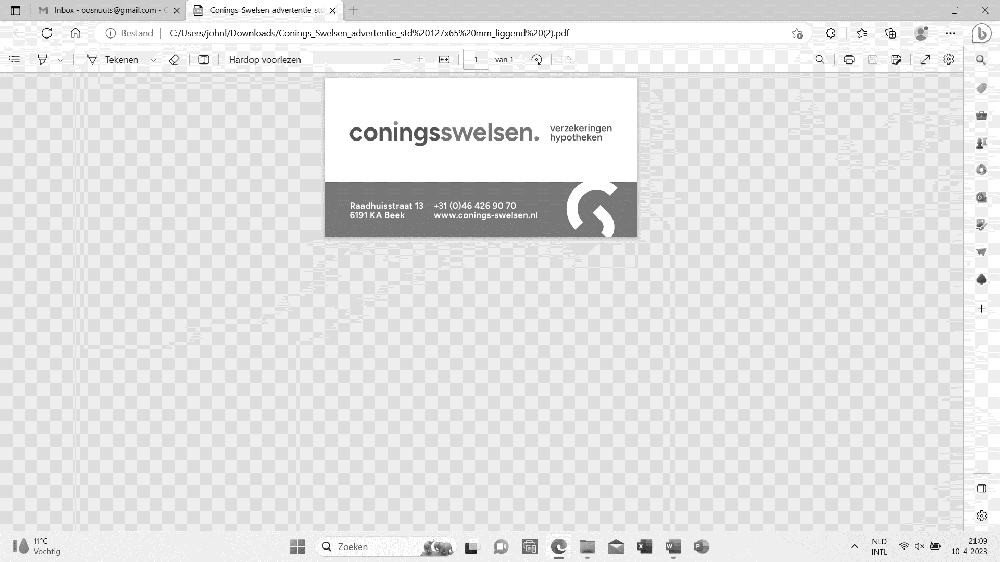 Inbox - oosnuuts@gmail.com - G
Conings_Swelsen_advertentie_std
Bestand
C:/Users/johnl/Downloads/Conings_Swelsen_advertentie_std%20127x65%20mm_liggend%20(2).pdf
Tekenen
Hardop voorlezen
1
van 1
coningsswelsen.
verzekeringen
hypotheken
Raadhuisstraat 13
6191 KA Beek
+31 (0)46 426 90 70
www.conings-swelsen.nl
11°C
Vochtig
Zoeken
NLD
INTL
21:09
10-4-2023